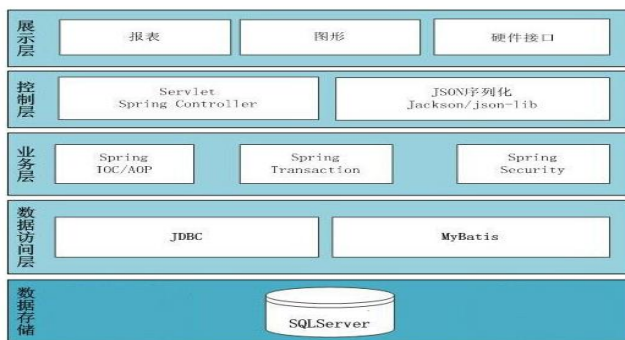 展示层
报表
图形
硬件接口
控制层
Servlet
Spring Controller
JSON序列化
Jackson/json-lib
业务层
Spring
IOC/AOP
Spring
Transaction
Spring
Security
数据访问层
JDBC
MyBatis
数据存储
SQLServer